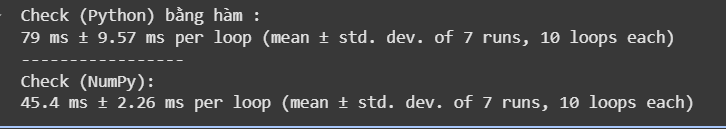 Check (Python) bằng hàm :
79 ms ± 9.57 ms per loop (mean ± std. dev. of 7 runs, 10 loops each)
-----------------
Check (NumPy):
45.4 ms ± 2.26 ms per loop (mean ± std. dev. of 7 runs, 10 loops each)